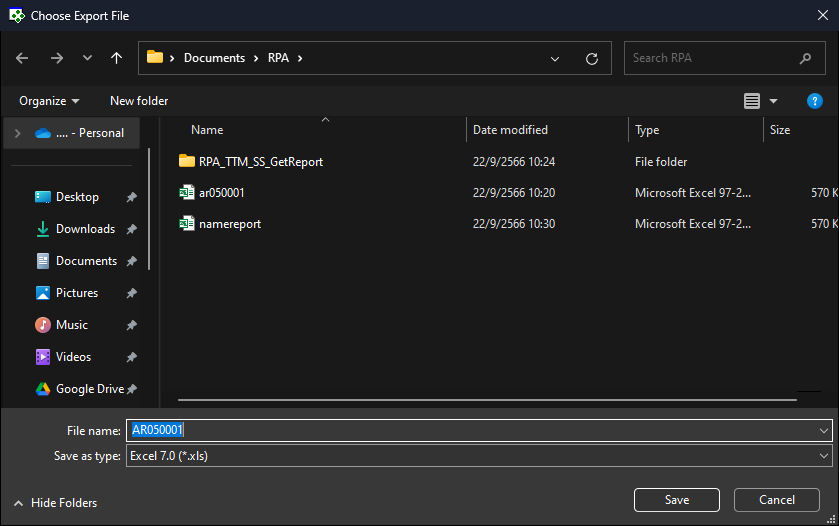 Choose Export File
Documents > RPA >
Search RPA
Organize
New folder
Name
Date modified
Type
Size
.... - Personal
Desktop
Downloads
Documents
Pictures
Music
Videos
Google Drive
RPA_TTM_SS_GetReport 22/9/2566 10:24 File folder
ar050001 22/9/2566 10:20 Microsoft Excel 97-2... 570 K
namereport 22/9/2566 10:30 Microsoft Excel 97-2... 570 K
File name: AR050001
Save as type: Excel 7.0 (*.xls)
Hide Folders
Save
Cancel